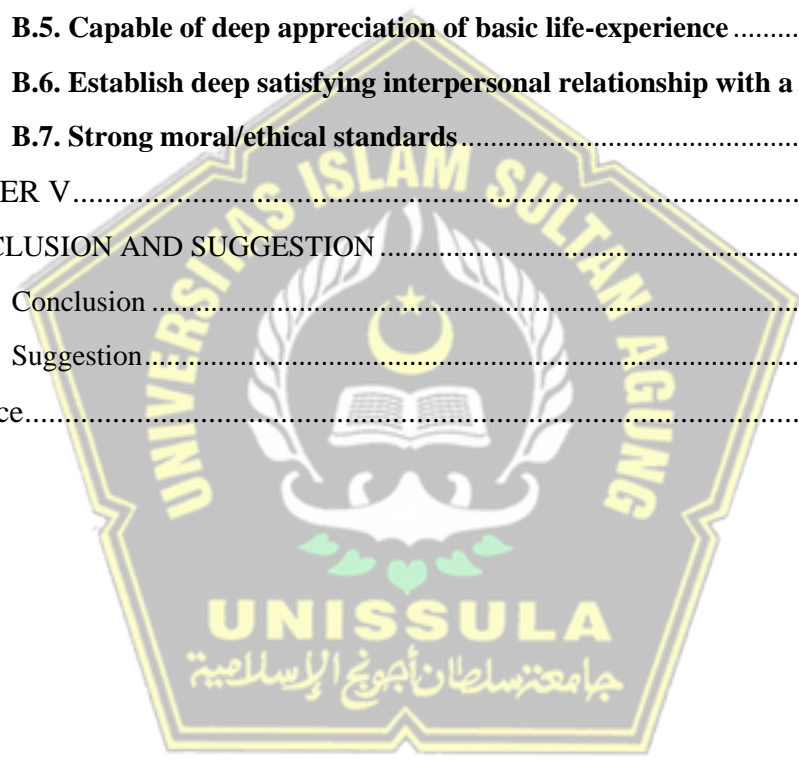 B.5. Capable of deep appreciation of basic life-experience ..........
B.6. Establish deep satisfying interpersonal relationship with a
B.7. Strong moral/ethical standards ..........
ER V ..........
CLUSION AND SUGGESTION ..........
Conclusion ..........
Suggestion ..........
ce ..........
UNIVERSITAS ISLAM SULTAN AGUNG
UNISSULA
جامعة سلطان أجونج الإسلامية